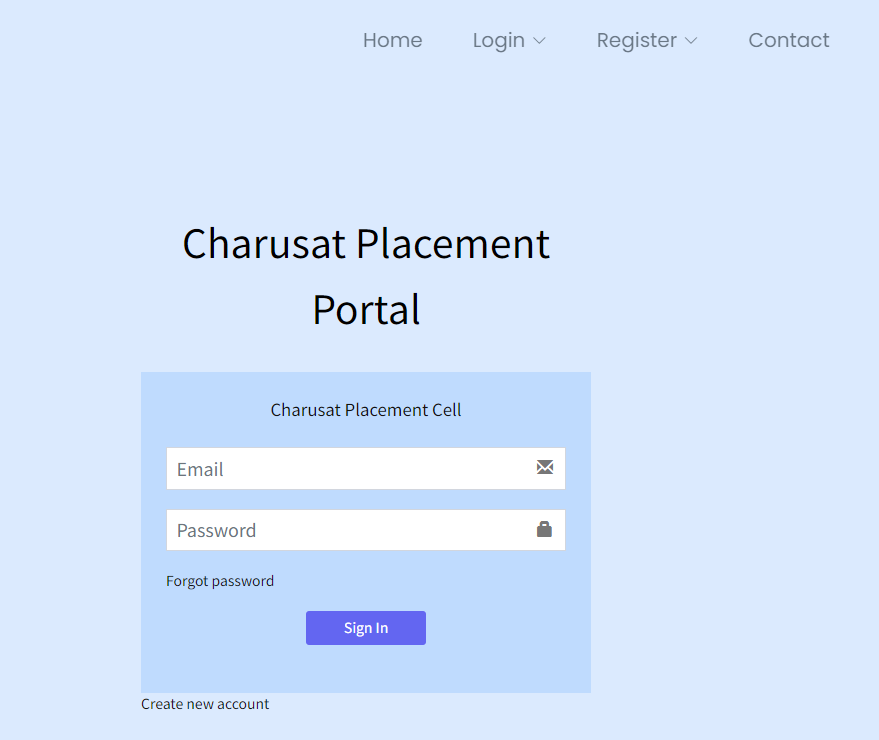 Home Login Register Contact
Charusat Placement
Portal
Charusat Placement Cell
Email
Password
Forgot password
Sign In
Create new account